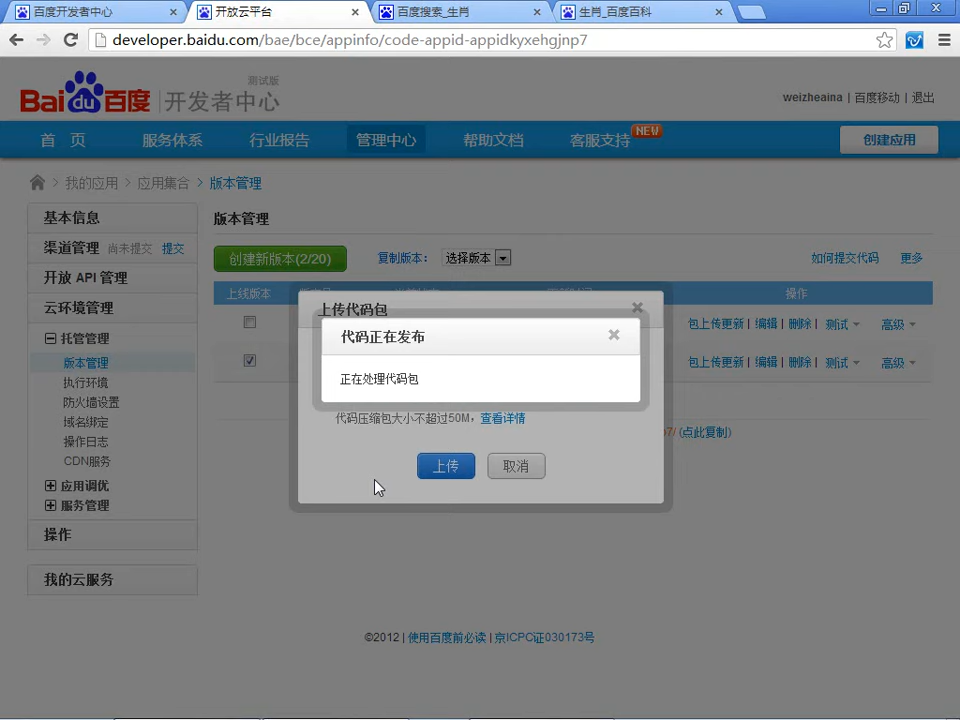 百度开发者中心
开放云平台
百度搜索_生肖
生肖_百度百科
developer.baidu.com/bae/bce/appinfo/code-appid-appidkyxehgjnp7
Baidu百度 开发者中心 测试版
weizheaina | 百度移动 | 退出
首 页 服务体系 行业报告 管理中心 帮助文档 客服支持 NEW 创建应用
我的应用 > 应用集合 > 版本管理
基本信息
渠道管理 尚未提交 提交
开放 API 管理
云环境管理
托管管理
版本管理
执行环境
防火墙设置
域名绑定
操作日志
CDN服务
应用调优
服务管理
操作
我的云服务
版本管理
创建新版本(2/20) 复制版本： 选择版本 如何提交代码 更多
上线版本 操作
包上传更新 | 编辑 | 删除 | 测试 高级
包上传更新 | 编辑 | 删除 | 测试 高级
(点此复制)
上传代码包
代码正在发布
正在处理代码包
代码压缩包大小不超过50M，查看详情
上传 取消
©2012 | 使用百度前必读 | 京ICP证030173号